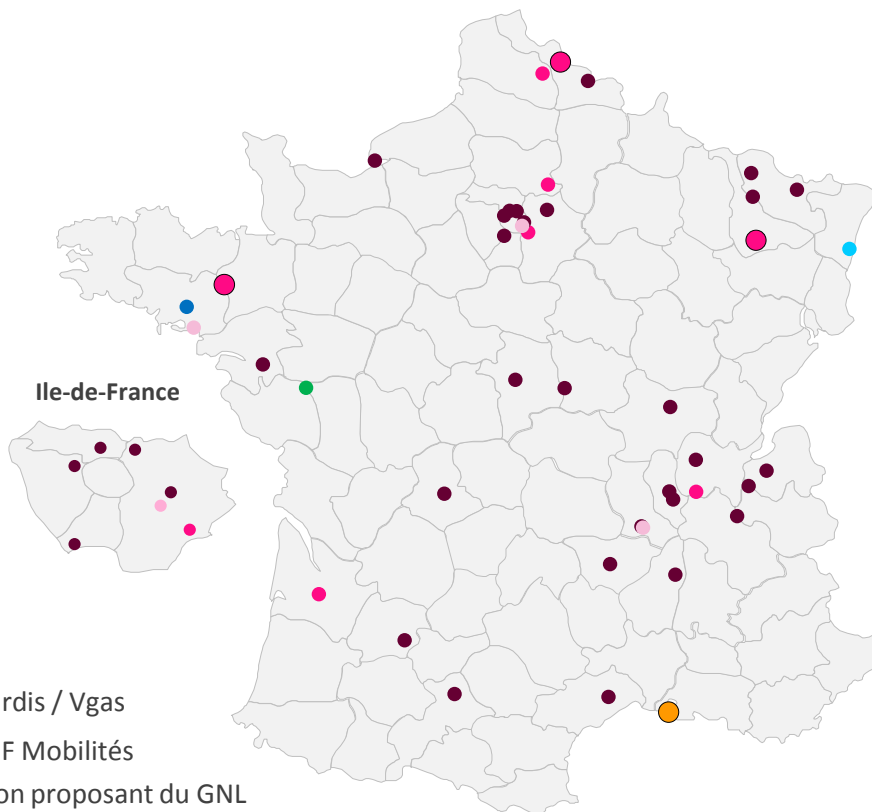 Ile-de-France
rdis / Vgas
F Mobilités
on proposant du GNL